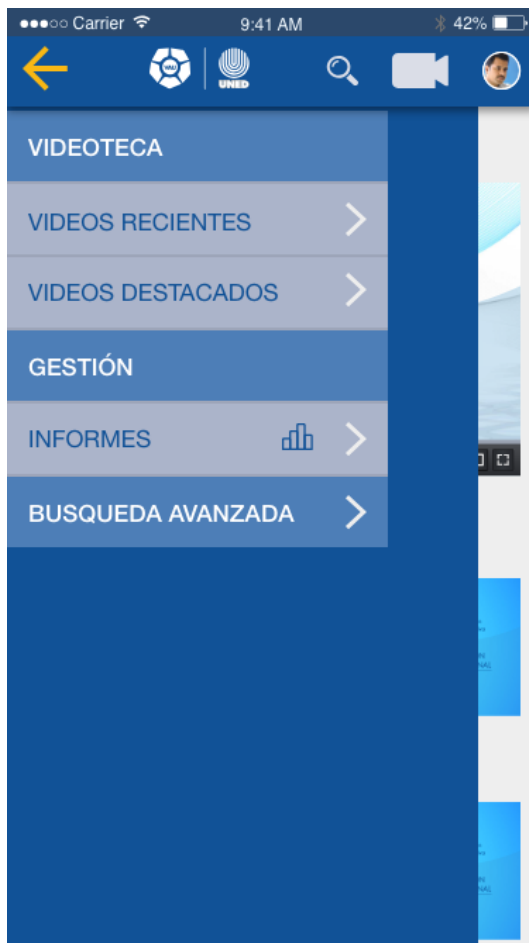 Carrier 9:41 AM 42%
UNED
VIDEOTECA
VIDEOS RECIENTES
VIDEOS DESTACADOS
GESTIÓN
INFORMES
BUSQUEDA AVANZADA